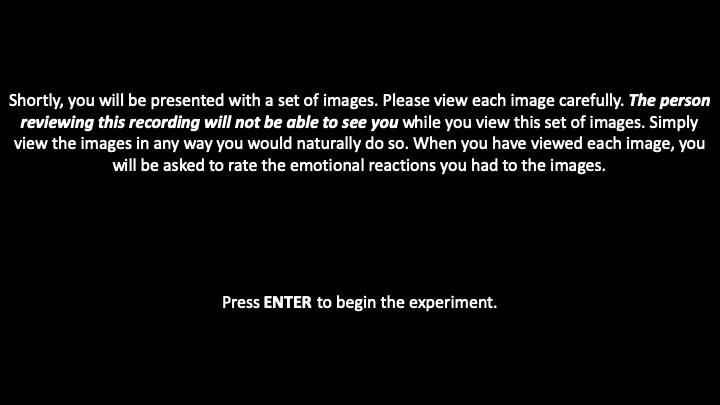 Shortly, you will be presented with a set of images. Please view each image carefully. The person
reviewing this recording will not be able to see you while you view this set of images. Simply
view the images in any way you would naturally do so. When you have viewed each image, you
will be asked to rate the emotional reactions you had to the images.
Press ENTER to begin the experiment.